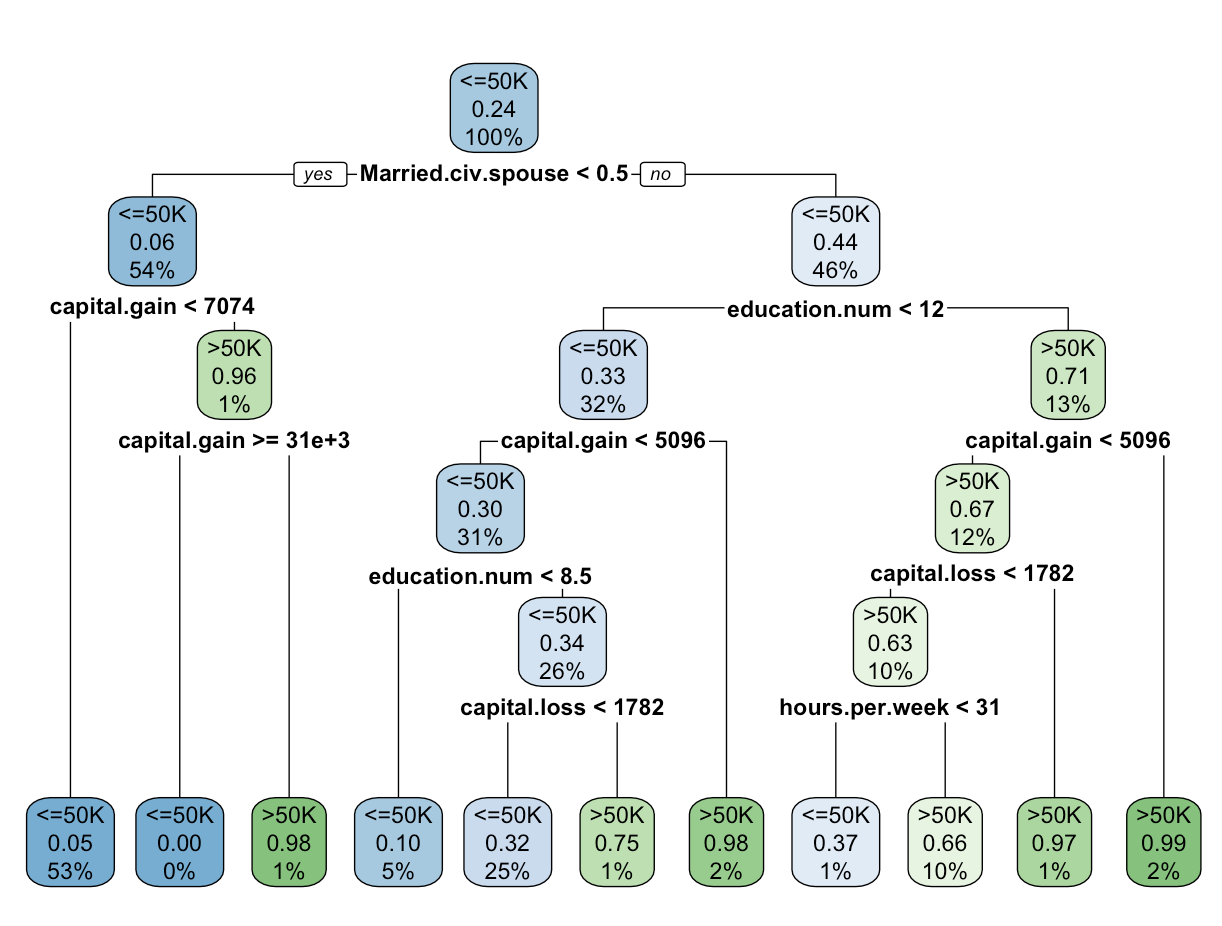 <=50K
0.24
100%
yes Married.civ.spouse < 0.5 no
<=50K
0.06
54%
<=50K
0.44
46%
capital.gain < 7074
education.num < 12
>50K
0.96
1%
<=50K
0.33
32%
>50K
0.71
13%
capital.gain >= 31e+3
capital.gain < 5096
capital.gain < 5096
<=50K
0.30
31%
>50K
0.67
12%
education.num < 8.5
capital.loss < 1782
<=50K
0.34
26%
>50K
0.63
10%
capital.loss < 1782
hours.per.week < 31
<=50K
0.05
53%
<=50K
0.00
0%
>50K
0.98
1%
<=50K
0.10
5%
<=50K
0.32
25%
>50K
0.75
1%
>50K
0.98
2%
<=50K
0.37
1%
>50K
0.66
10%
>50K
0.97
1%
>50K
0.99
2%